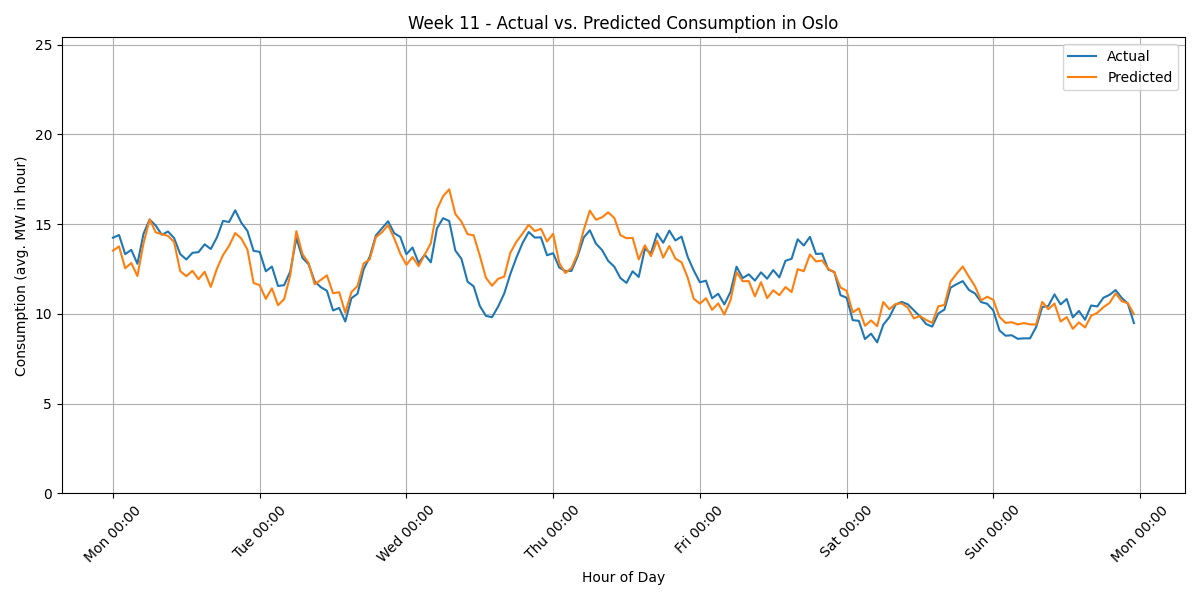 Week 11 - Actual vs. Predicted Consumption in Oslo
Actual
Predicted
Consumption (avg. MW in hour)
25
20
15
10
5
0
Mon 00:00
Tue 00:00
Wed 00:00
Thu 00:00
Fri 00:00
Sat 00:00
Sun 00:00
Mon 00:00
Hour of Day